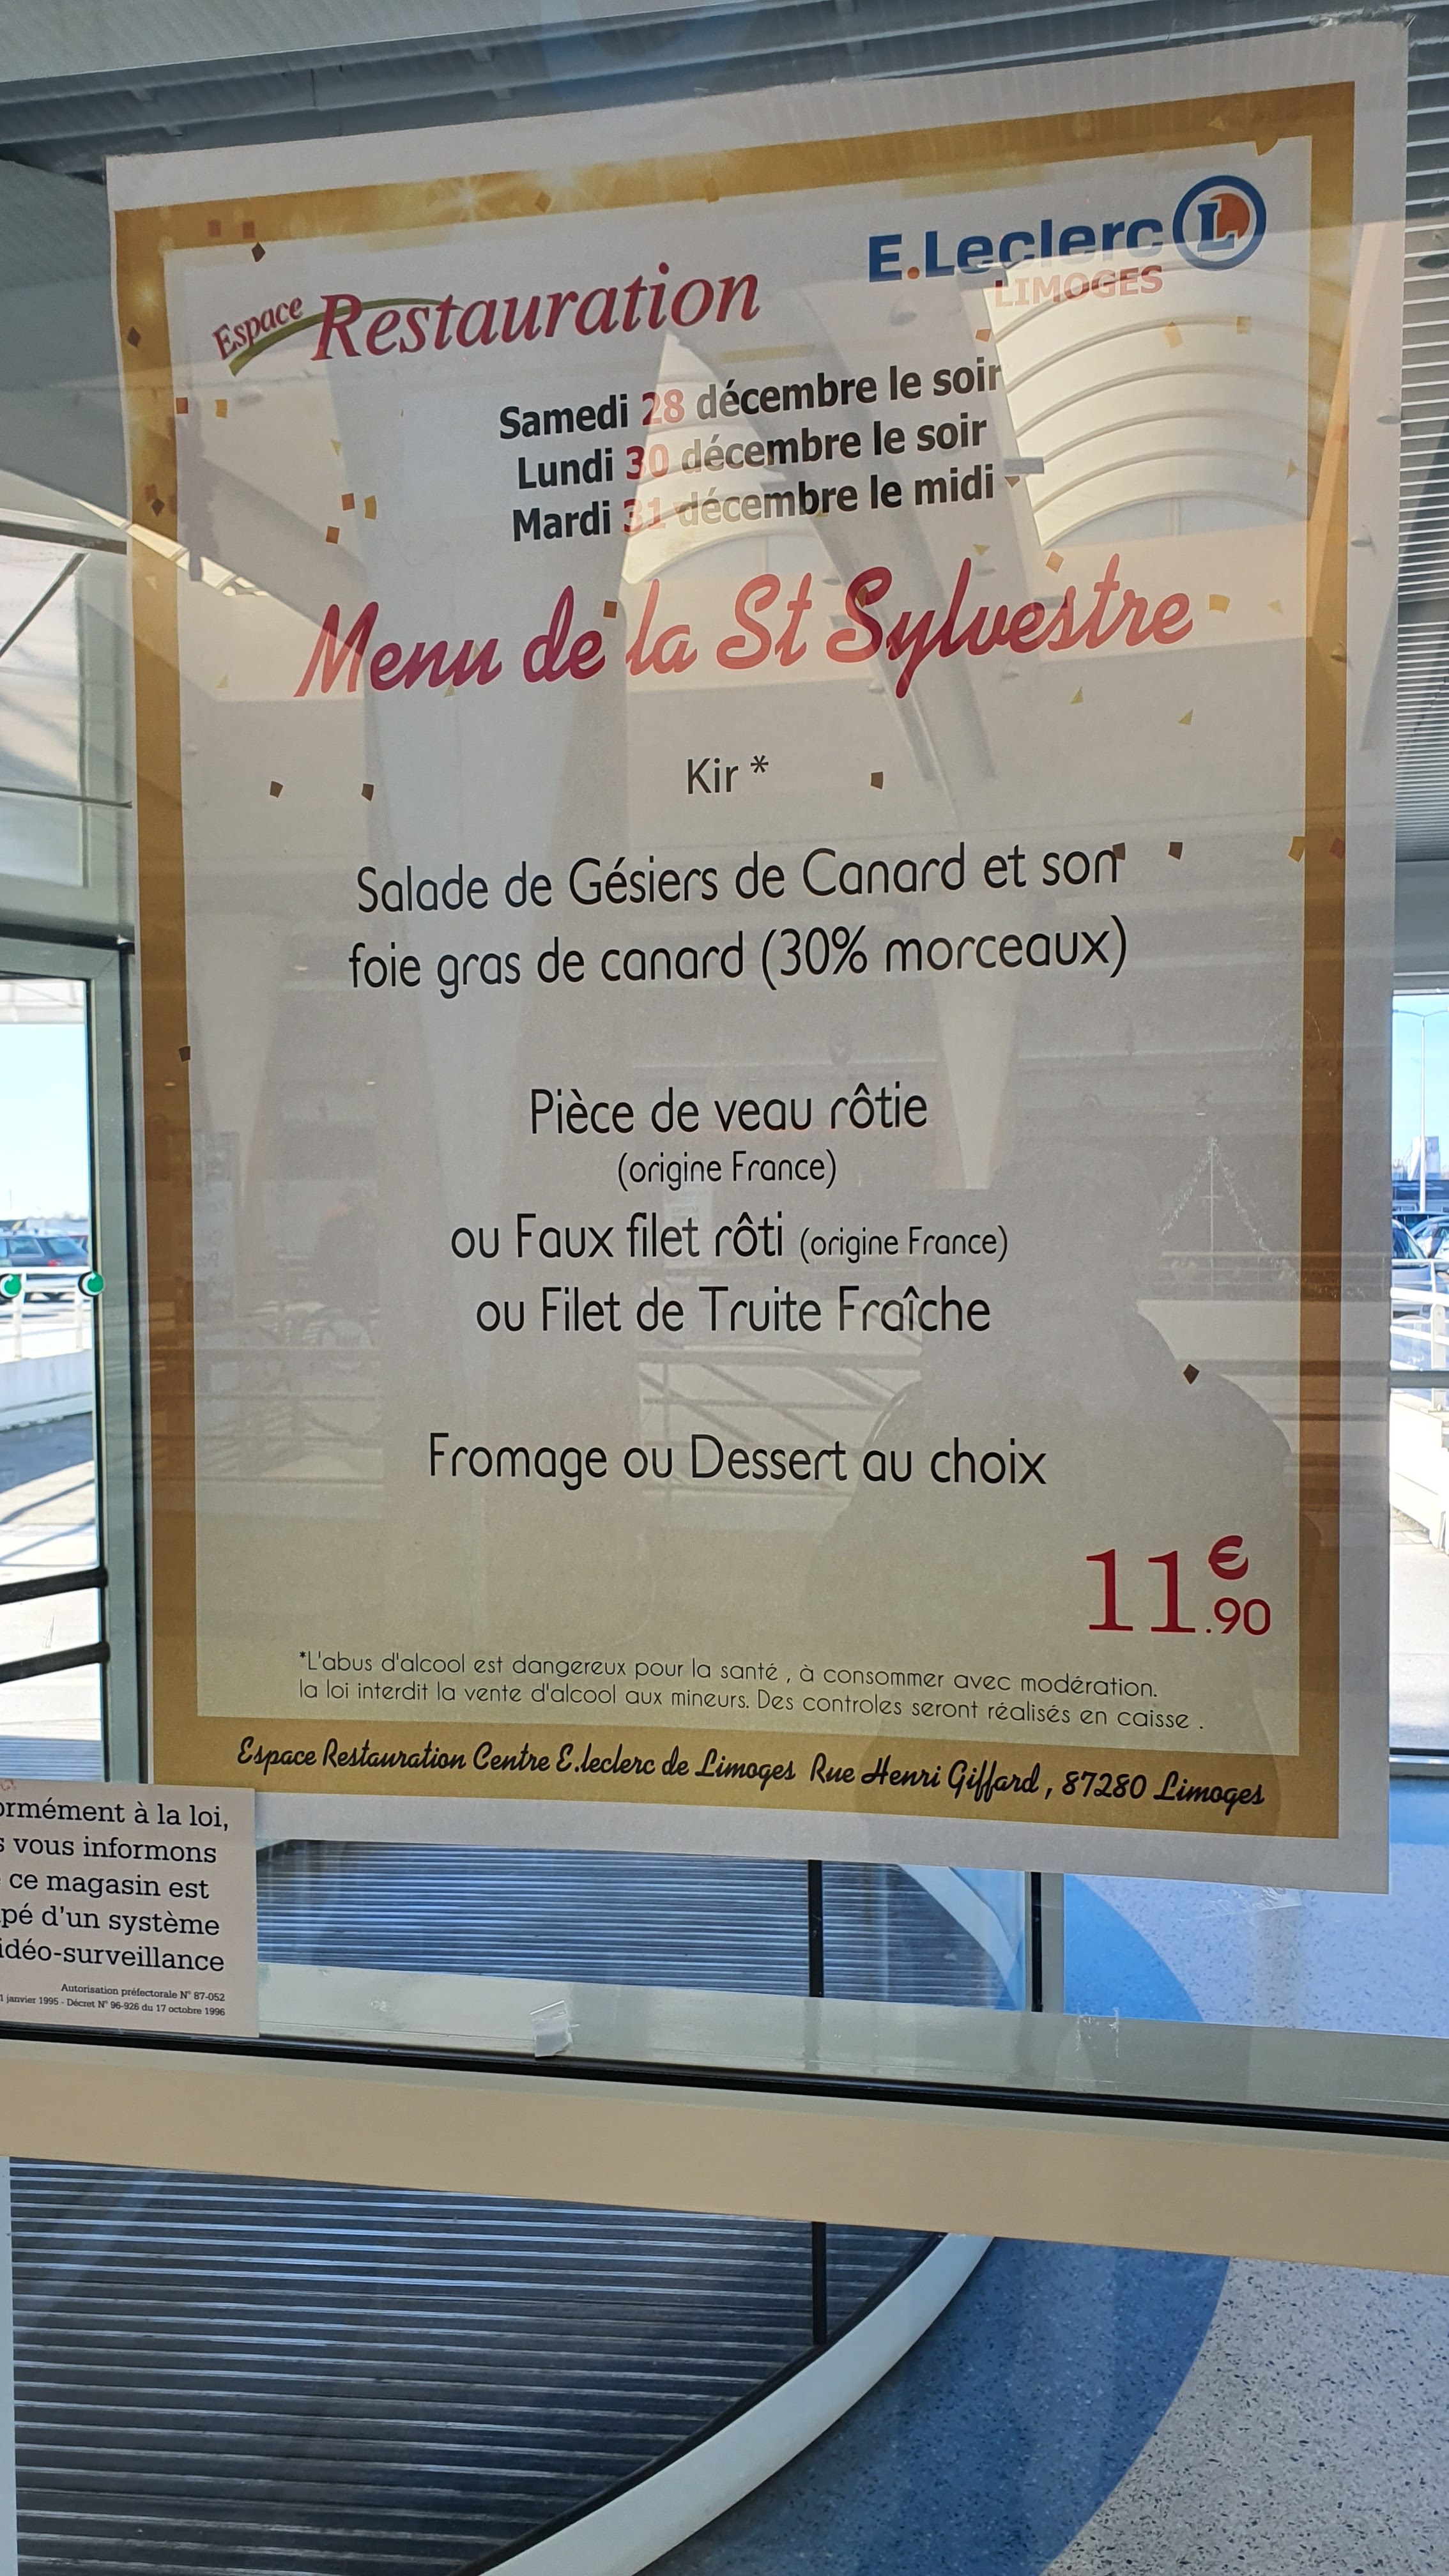 Espace Restauration
E.Leclerc L
LIMOGES
Samedi 28 décembre le soir
Lundi 30 décembre le soir
Mardi 31 décembre le midi
Menu de la St Sylvestre
Kir *
Salade de Gésiers de Canard et son
foie gras de canard (30% morceaux)
Pièce de veau rôtie
(origine France)
ou Faux filet rôti (origine France)
ou Filet de Truite Fraîche
Fromage ou Dessert au choix
11€.90
*L'abus d'alcool est dangereux pour la santé , à consommer avec modération.
la loi interdit la vente d'alcool aux mineurs. Des controles seront réalisés en caisse .
Espace Restauration Centre E.leclerc de Limoges Rue Henri Giffard , 87280 Limoges
ormément à la loi,
s vous informons
ce magasin est
pé d'un système
idéo-surveillance
Autorisation préfectorale N° 87-052
1 janvier 1995 - Décret N° 96-926 du 17 octobre 1996